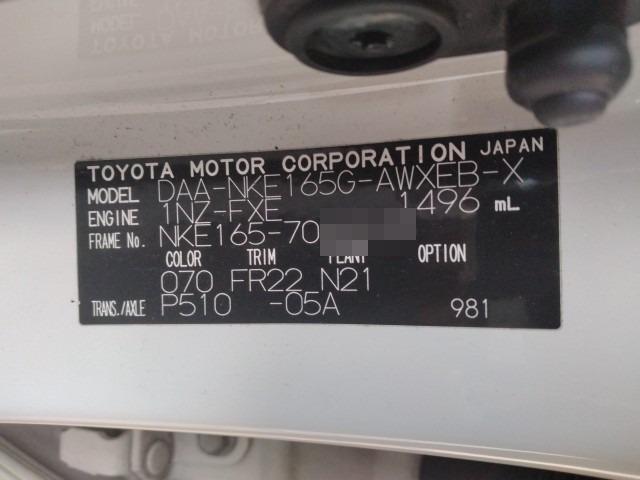 TOYOTA MOTOR CORPORATION JAPAN
MODEL DAA-NKE165G-AWXEB-X
ENGINE 1NZ-FXE 1496 mL
FRAME No. NKE165-70
COLOR TRIM PLANT OPTION
070 FR22 N21
TRANS./AXLE P510 -05A 981